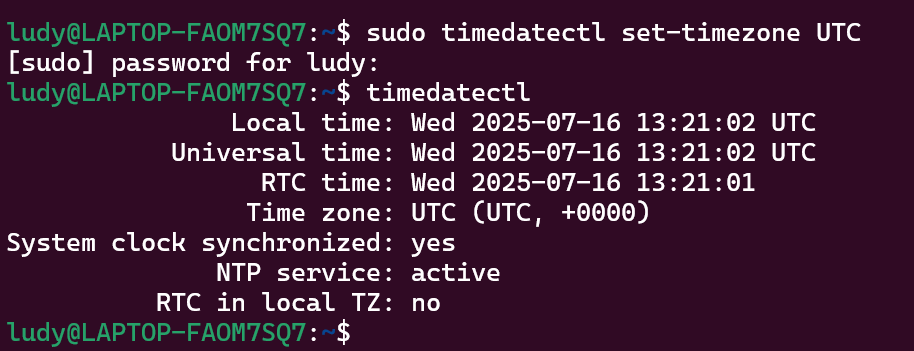 ludy@LAPTOP-FAOM7SQ7:~$ sudo timedatectl set-timezone UTC
[sudo] password for ludy:
ludy@LAPTOP-FAOM7SQ7:~$ timedatectl
               Local time: Wed 2025-07-16 13:21:02 UTC
           Universal time: Wed 2025-07-16 13:21:02 UTC
                 RTC time: Wed 2025-07-16 13:21:01
                Time zone: UTC (UTC, +0000)
System clock synchronized: yes
              NTP service: active
          RTC in local TZ: no
ludy@LAPTOP-FAOM7SQ7:~$